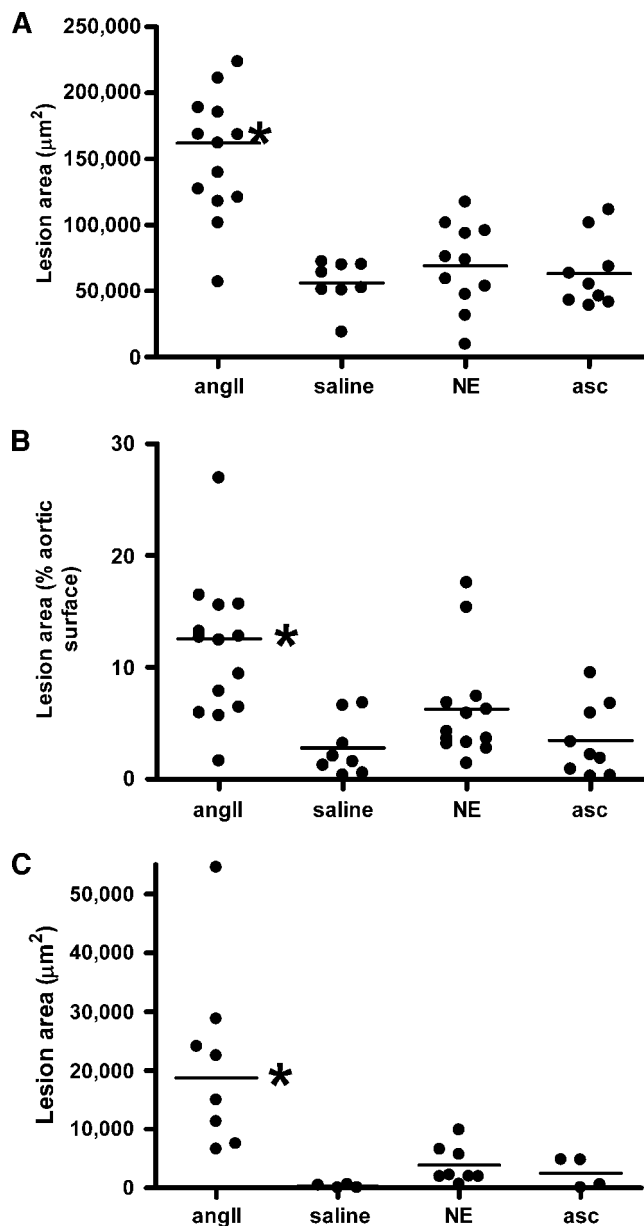 A
Lesion area (μm²)
250,000
200,000
150,000
100,000
50,000
0
*
angII
saline
NE
asc
B
Lesion area (% aortic
surface)
30
20
10
0
*
angII
saline
NE
asc
C
Lesion area (μm²)
50,000
40,000
30,000
20,000
10,000
0
*
angII
saline
NE
asc